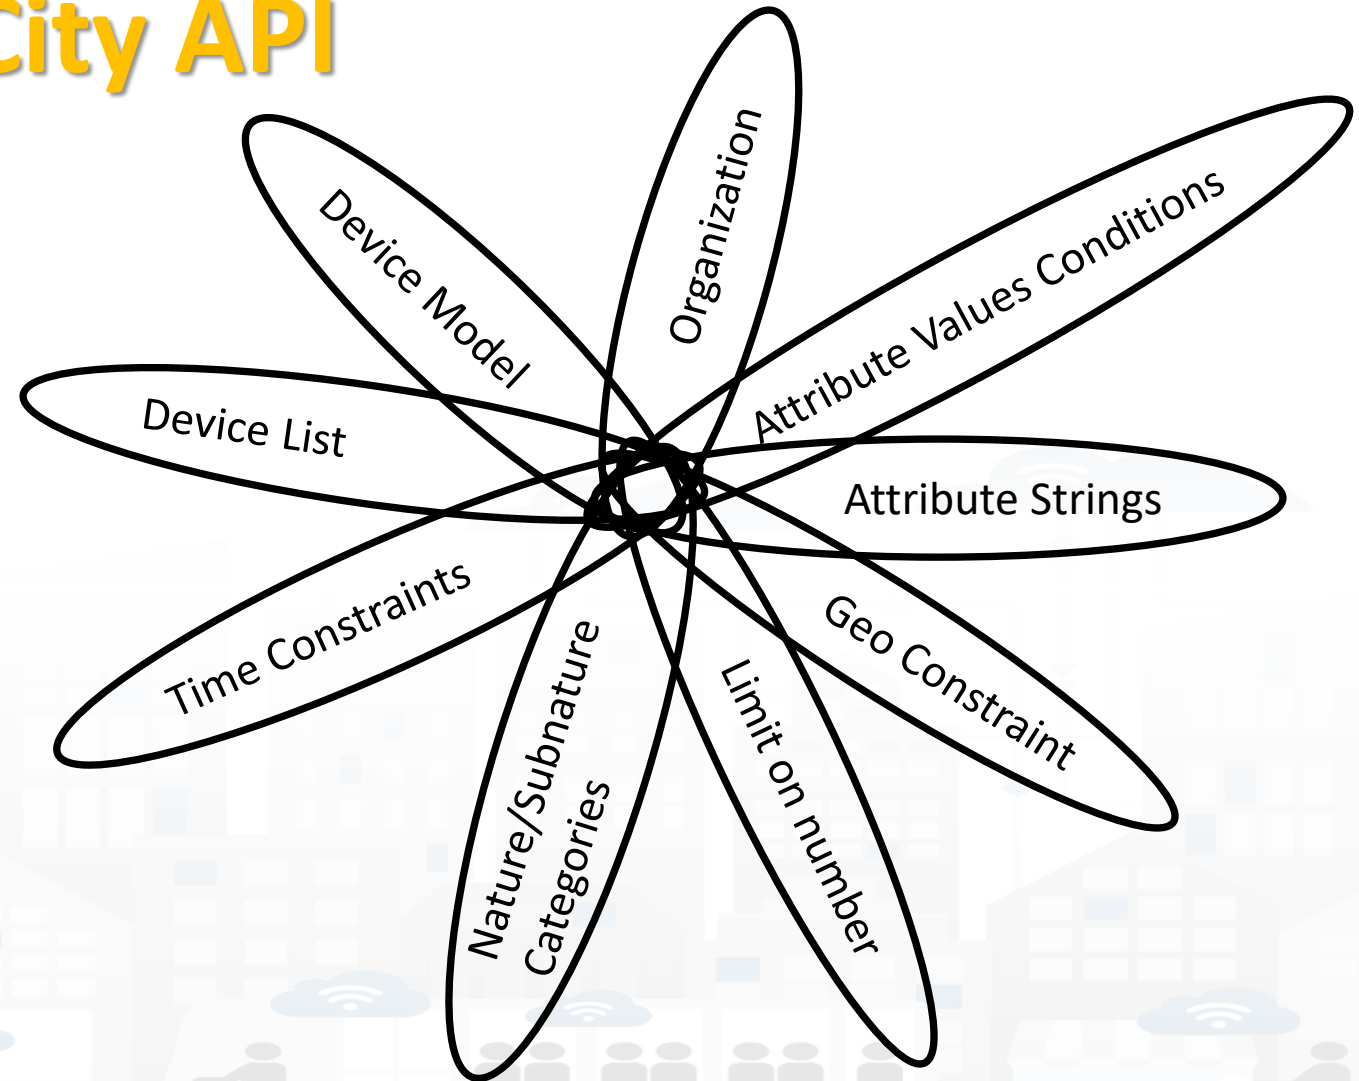 City API
Organization
Device Model
Attribute Values Conditions
Device List
Attribute Strings
Time Constraints
Geo Constraint
Nature/Subnature
Categories
Limit on number